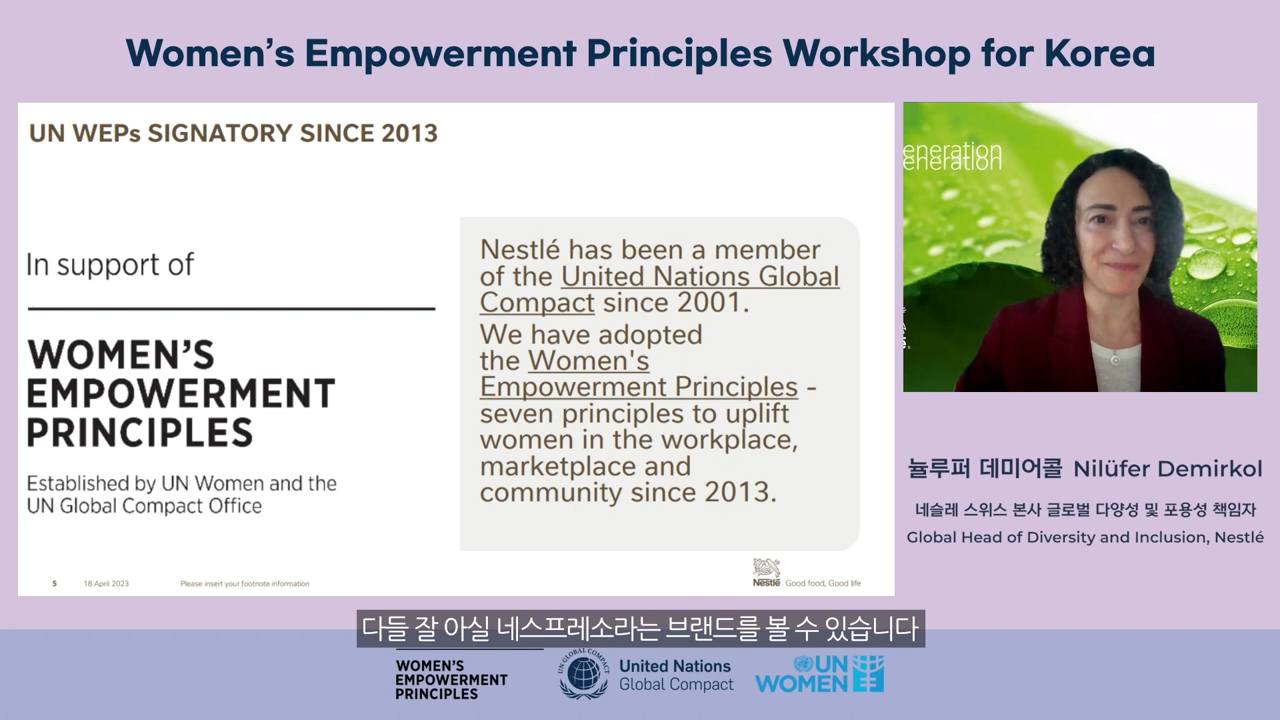 Women's Empowerment Principles Workshop for Korea
UN WEPs SIGNATORY SINCE 2013
In support of
WOMEN'S
EMPOWERMENT
PRINCIPLES
Established by UN Women and the
UN Global Compact Office
Nestlé has been a member
of the United Nations Global
Compact since 2001.
We have adopted
the Women's
Empowerment Principles -
seven principles to uplift
women in the workplace,
marketplace and
community since 2013.
5
18 April 2023
Please insert your footnote information
Nestlé
Good food, Good life
eneration
eneration
닐루퍼 데미어콜 Nilüfer Demirkol
네슬레 스위스 본사 글로벌 다양성 및 포용성 책임자
Global Head of Diversity and Inclusion, Nestlé
다들 잘 아실 네스프레소라는 브랜드를 볼 수 있습니다
WOMEN'S
EMPOWERMENT
PRINCIPLES
UN GLOBAL COMPACT
United Nations
Global Compact
UN
WOMEN